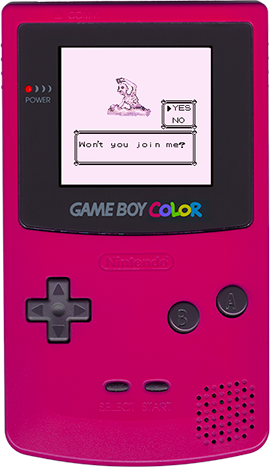 POWER
▶YES
NO
Won't you join me?
GAME BOY COLOR
Nintendo
A
B
SELECT START